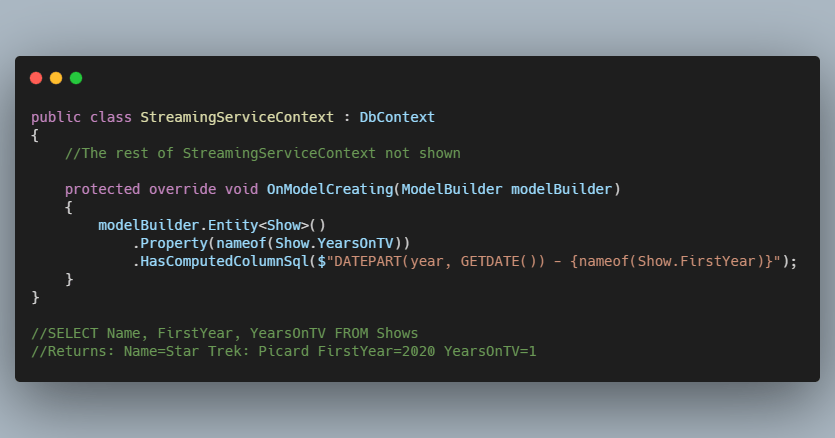 public class StreamingServiceContext : DbContext
{
    //The rest of StreamingServiceContext not shown
    protected override void OnModelCreating(ModelBuilder modelBuilder)
    {
        modelBuilder.Entity<Show>()
            .Property(nameof(Show.YearsOnTV))
            .HasComputedColumnSql($"DATEPART(year, GETDATE()) - {nameof(Show.FirstYear)}");
    }
}
//SELECT Name, FirstYear, YearsOnTV FROM Shows
//Returns: Name=Star Trek: Picard FirstYear=2020 YearsOnTV=1